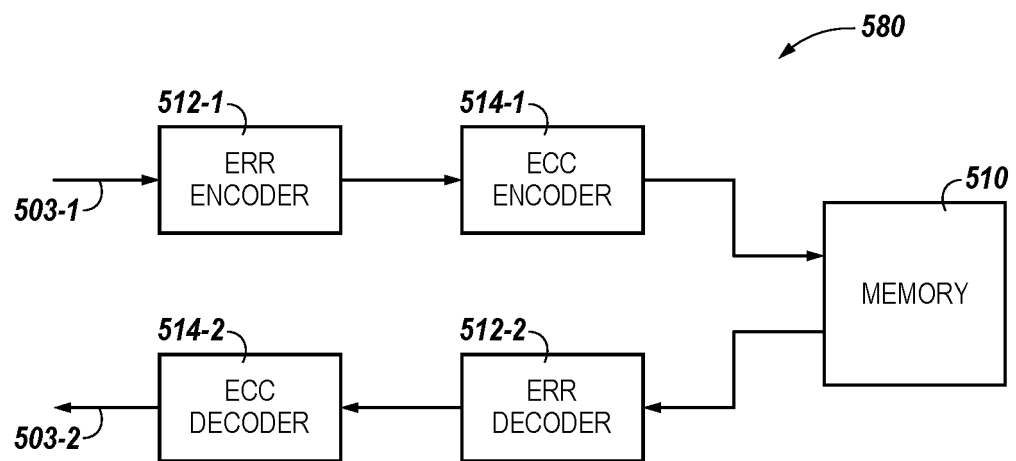 580
512-1
514-1
ERR
ENCODER
ECC
ENCODER
510
503-1
MEMORY
514-2
512-2
ECC
DECODER
ERR
DECODER
503-2